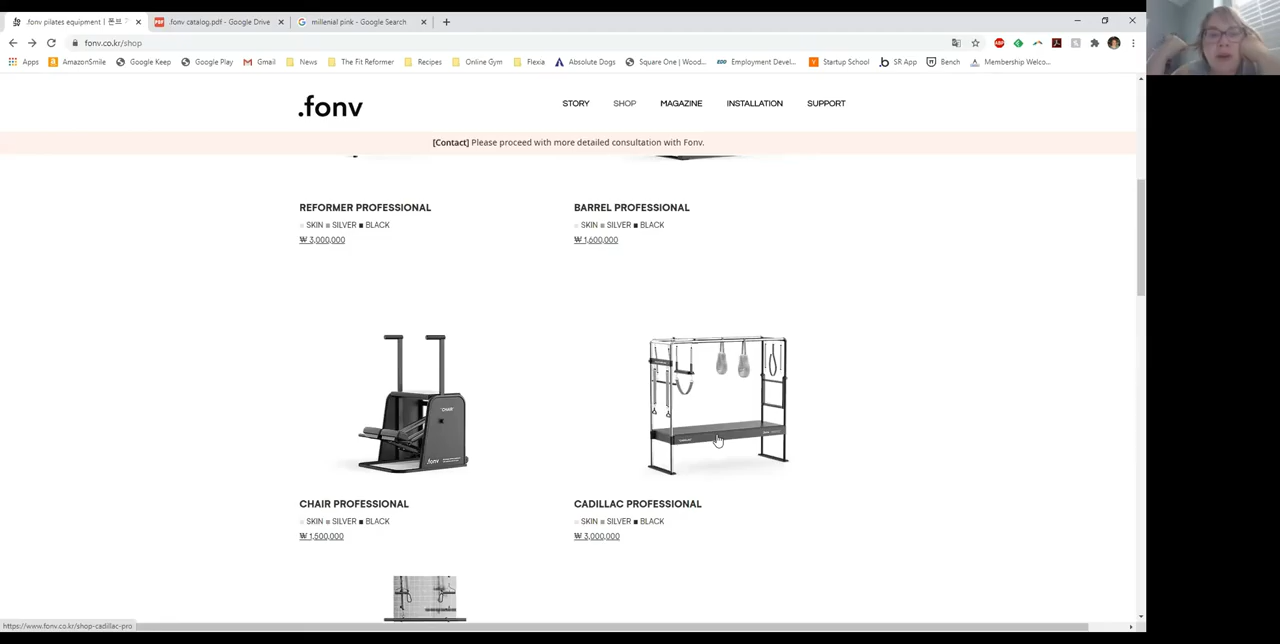 .fonv pilates equipment | 폰브
.fonv catalog.pdf - Google Drive
millenial pink - Google Search
fonv.co.kr/shop
Apps
AmazonSmile
Google Keep
Google Play
Gmail
News
The Fit Reformer
Recipes
Online Gym
Flexia
Absolute Dogs
Square One | Wood...
Employment Devel...
Startup School
SR App
Bench
Membership Welco...
.fonv
STORY
SHOP
MAGAZINE
INSTALLATION
SUPPORT
[Contact] Please proceed with more detailed consultation with Fonv.
REFORMER PROFESSIONAL
SKIN SILVER BLACK
₩ 3,000,000
BARREL PROFESSIONAL
SKIN SILVER BLACK
₩ 1,600,000
"CHAIR"
.fonv
CHAIR PROFESSIONAL
SKIN SILVER BLACK
₩ 1,500,000
CADILLAC PROFESSIONAL
SKIN SILVER BLACK
₩ 3,000,000
https://www.fonv.co.kr/shop-cadillac-pro